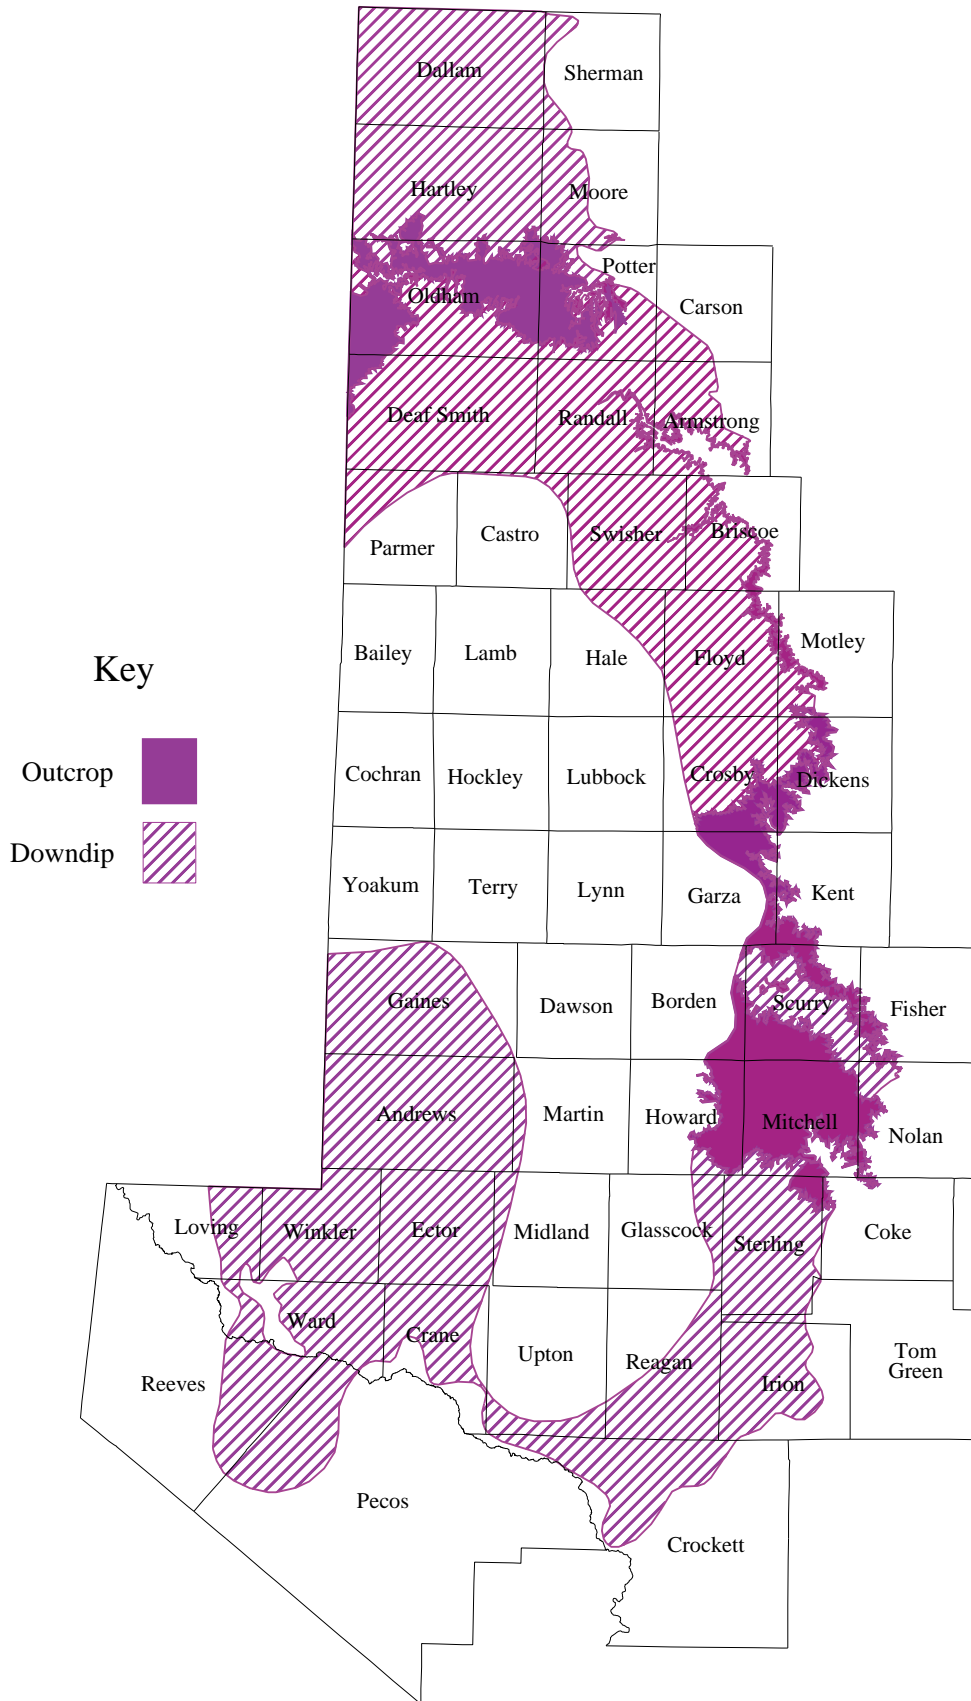 Dallam
Sherman
Hartley
Moore
Potter
Oldham
Carson
Deaf Smith
Randall
Armstrong
Parmer
Castro
Swisher
Briscoe
Key
Outcrop
Downdip
Bailey
Lamb
Hale
Floyd
Motley
Cochran
Hockley
Lubbock
Crosby
Dickens
Yoakum
Terry
Lynn
Garza
Kent
Gaines
Dawson
Borden
Scurry
Fisher
Andrews
Martin
Howard
Mitchell
Nolan
Loving
Winkler
Ector
Midland
Glasscock
Sterling
Coke
Ward
Crane
Upton
Reagan
Irion
Tom
Green
Reeves
Pecos
Crockett